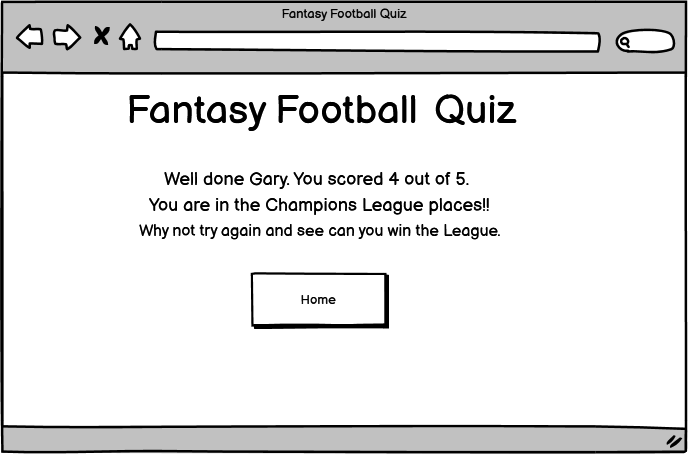 Fantasy Football Quiz
Fantasy Football Quiz
Well done Gary. You scored 4 out of 5.
You are in the Champions League places!!
Why not try again and see can you win the League.
Home